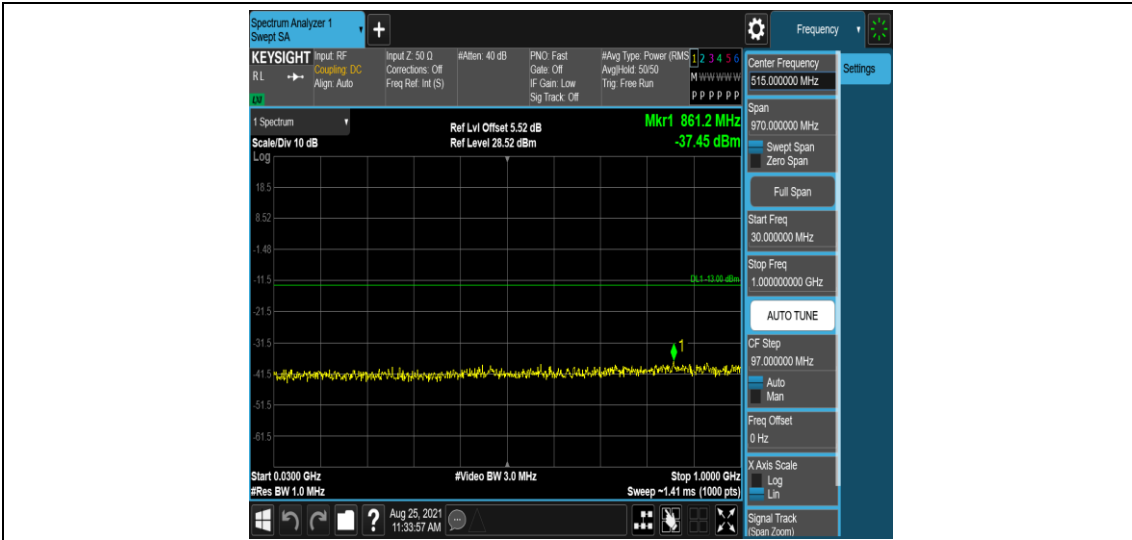 Spectrum Analyzer 1
Swept SA
+
Frequency
KEYSIGHT
RL
LXI
Input: RF
Coupling: DC
Align: Auto
Input Z: 50 Ω
Corrections: Off
Freq Ref: Int (S)
#Atten: 40 dB
PNO: Fast
Gate: Off
IF Gain: Low
Sig Track: Off
#Avg Type: Power (RMS
Avg|Hold: 50/50
Trig: Free Run
1 2 3 4 5 6
M W W W W W
P P P P P P
1 Spectrum
Scale/Div 10 dB
Log
Ref Lvl Offset 5.52 dB
Ref Level 28.52 dBm
Mkr1 861.2 MHz
-37.45 dBm
18.5
8.52
-1.48
-11.5
DL1 -13.00 dBm
-21.5
-31.5
1
-41.5
-51.5
-61.5
Start 0.0300 GHz
#Res BW 1.0 MHz
#Video BW 3.0 MHz
Stop 1.0000 GHz
Sweep ~1.41 ms (1000 pts)
?
Aug 25, 2021
11:33:57 AM
Center Frequency
515.000000 MHz
Settings
Span
970.000000 MHz
Swept Span
Zero Span
Full Span
Start Freq
30.000000 MHz
Stop Freq
1.000000000 GHz
AUTO TUNE
CF Step
97.000000 MHz
Auto
Man
Freq Offset
0 Hz
X Axis Scale
Log
Lin
Signal Track
(Span Zoom)